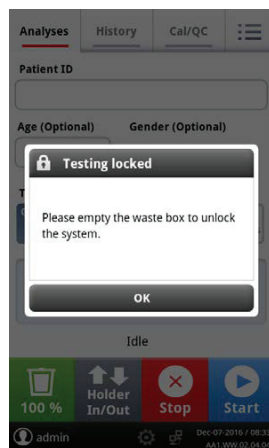 Analyses History Cal/QC
Patient ID
Age (Optional) Gender (Optional)
Testing locked
T
Please empty the waste box to unlock
the system.
OK
Idle
100 % Holder In/Out Stop Start
admin Dec-07-2016 / 08:33
AA1.WW.02.04.04